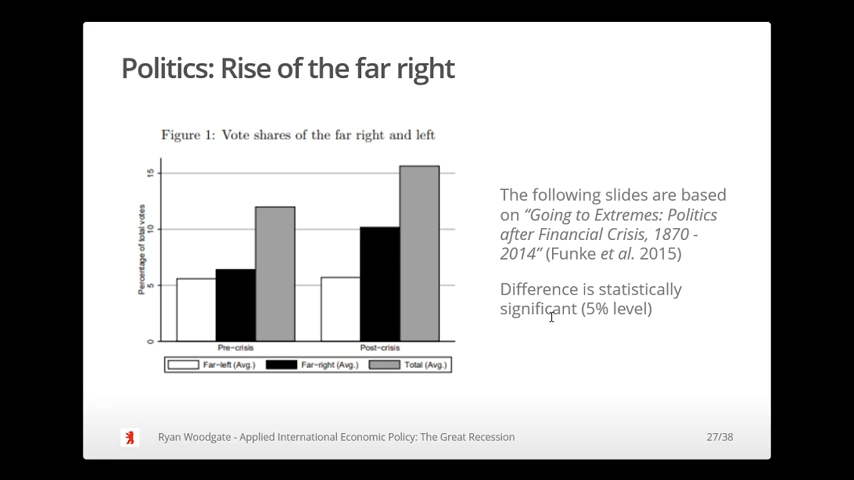 Politics: Rise of the far right
Figure 1: Vote shares of the far right and left
Percentage of total votes
15
10
5
0
Pre-crisis
Post-crisis
Far-left (Avg.)
Far-right (Avg.)
Total (Avg.)
The following slides are based
on “Going to Extremes: Politics
after Financial Crisis, 1870 -
2014” (Funke et al. 2015)
Difference is statistically
significant (5% level)
Ryan Woodgate - Applied International Economic Policy: The Great Recession
27/38